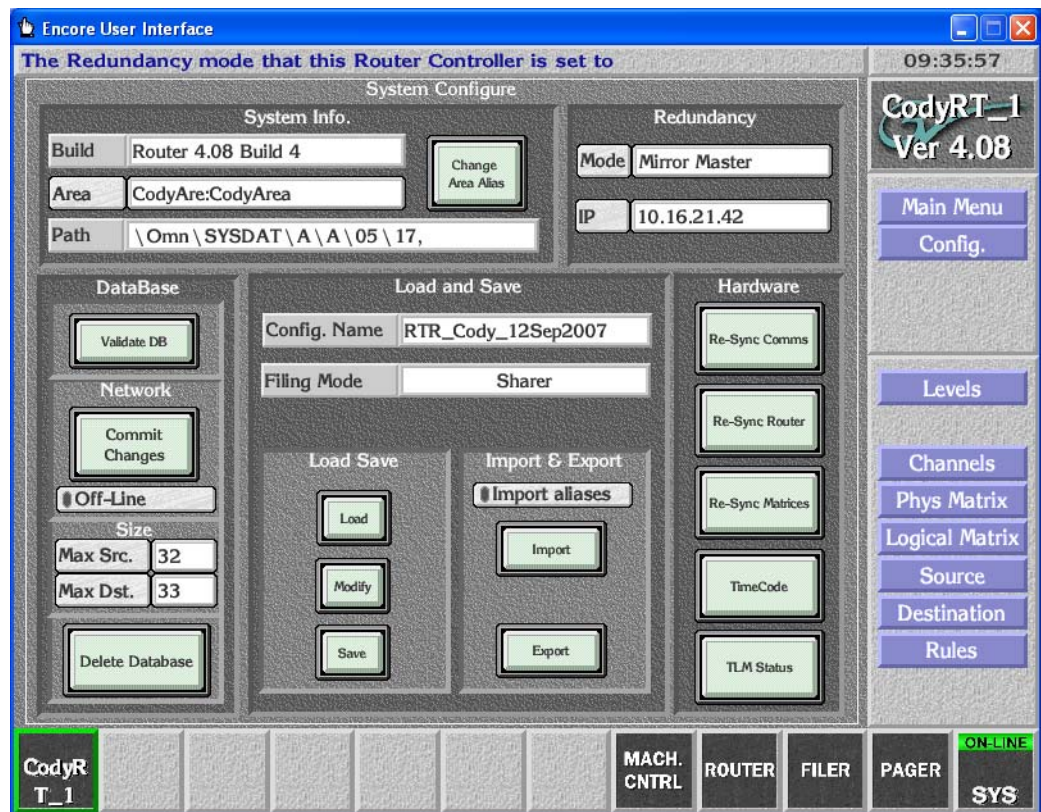 Encore User Interface
The Redundancy mode that this Router Controller is set to
09:35:57
CodyRT_1
Ver 4.08
System Configure
System Info.
Build Router 4.08 Build 4
Area CodyAre:CodyArea
Path \Omn\SYSDAT\A\A\05\17,
Change
Area Alias
Redundancy
Mode Mirror Master
IP 10.16.21.42
DataBase
Validate DB
Network
Commit
Changes
Off-Line
Size
Max Src. 32
Max Dst. 33
Delete Database
Load and Save
Config. Name RTR_Cody_12Sep2007
Filing Mode Sharer
Load Save
Load
Modify
Save
Import & Export
Import aliases
Import
Export
Hardware
Re-Sync Comms
Re-Sync Router
Re-Sync Matrices
TimeCode
TLM Status
Main Menu
Config.
Levels
Channels
Phys Matrix
Logical Matrix
Source
Destination
Rules
CodyR
T_1
MACH.
CNTRL
ROUTER
FILER
PAGER
ON-LINE
SYS